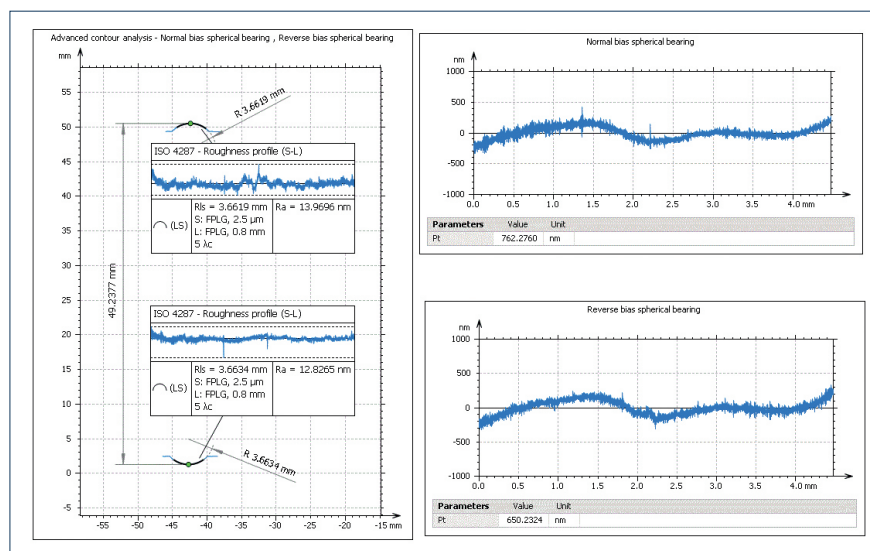 Advanced contour analysis - Normal bias spherical bearing , Reverse bias spherical bearing
mm
55
50
45
40
35
30
25
20
15
10
5
0
-5
-55
-50
-45
-40
-35
-30
-25
-20
-15 mm
R 3.6619 mm
49.2377 mm
ISO 4287 - Roughness profile (S-L)
(LS)
Rls = 3.6619 mm
S: FPLG, 2.5 µm
L: FPLG, 0.8 mm
5 λc
Ra = 13.9696 nm
ISO 4287 - Roughness profile (S-L)
(LS)
Rls = 3.6634 mm
S: FPLG, 2.5 µm
L: FPLG, 0.8 mm
5 λc
Ra = 12.8265 nm
R 3.6634 mm
Normal bias spherical bearing
nm
1000
500
0
-500
-1000
0.0
0.5
1.0
1.5
2.0
2.5
3.0
3.5
4.0 mm
Parameters Value Unit
Pt 762.2760 nm
Reverse bias spherical bearing
nm
1000
500
0
-500
-1000
0.0
0.5
1.0
1.5
2.0
2.5
3.0
3.5
4.0 mm
Parameters Value Unit
Pt 650.2324 nm